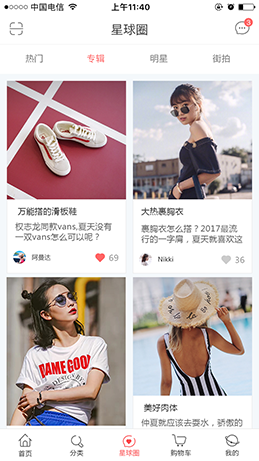 中国电信
上午11:40
星球圈
3
热门
专辑
明星
街拍
万能搭的滑板鞋
权志龙同款vans,夏天没有
一双vans怎么可以呢？
阿曼达
69
大热裹胸衣
裹胸衣怎么搭？2017最流
行的一字肩，夏天就喜欢这
Nikki
36
SAME OLD
GAME GONE
美好肉体
仲夏就应该去耍水，骄傲的
首页
分类
星球圈
购物车
我的